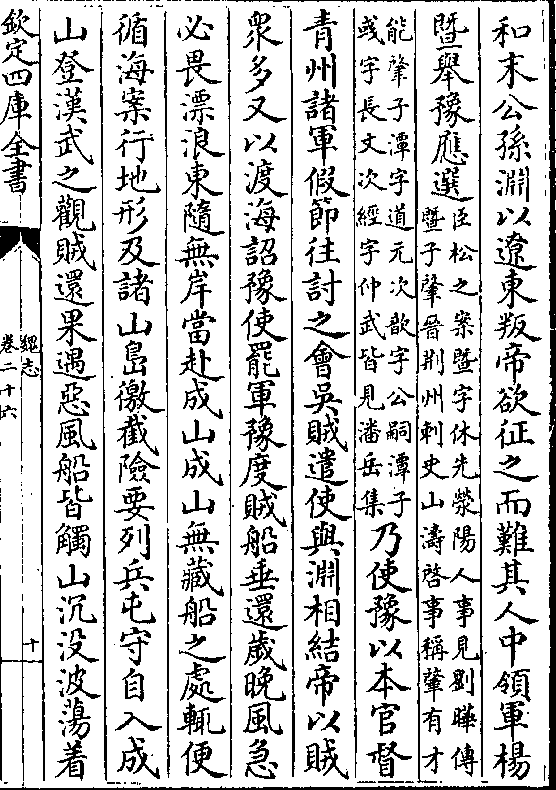 和末公孫淵以遼東叛帝欲征之而難其人中領軍楊
暨舉豫應選臣松之案暨字休先滎陽人事見劉曄傳
暨子肇晉荆州刺史山濤啓事稱肇有才
能肇子潭字道元次歆字公嗣潭子
彧字長文次經字仲武皆見潘岳集乃使豫以本官督
青州諸軍假節往討之會吳賊遣使與淵相結帝以賊
衆多又以渡海詔豫使罷軍豫度賊船垂還歲晚風急
必畏漂浪東隨無岸當赴成山成山無藏船之處輒便
循海案行地形及諸山島徼截險要列兵屯守自入成
山登漢武之觀賊還果遇惡風船皆觸山沉没波蕩着
欽定四庫全書
魏志
卷二十六
十